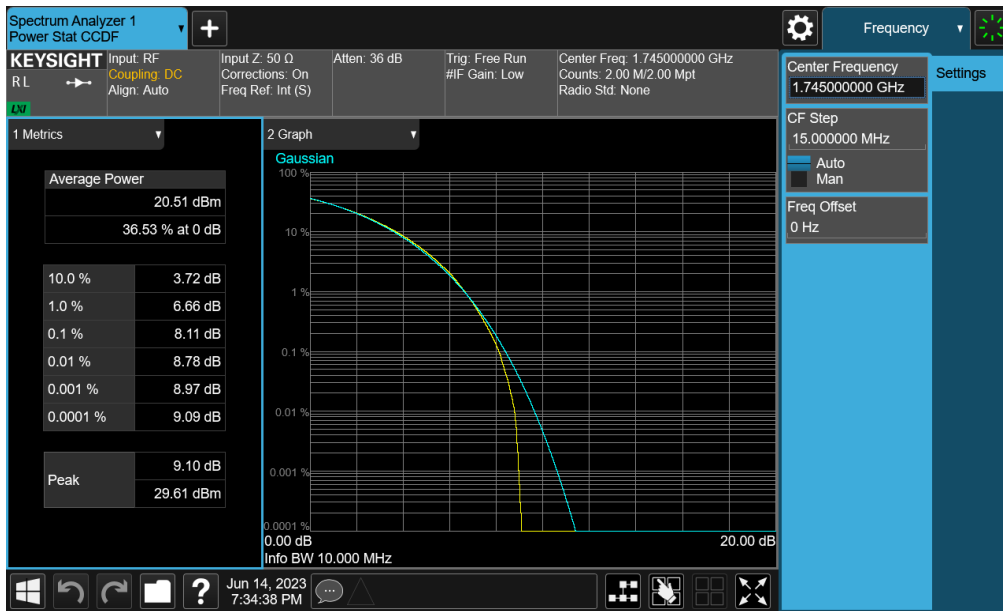 Spectrum Analyzer 1
Power Stat CCDF
Frequency
KEYSIGHT
RL
LXI
Input: RF
Coupling: DC
Align: Auto
Input Z: 50 Ω
Corrections: On
Freq Ref: Int (S)
Atten: 36 dB
Trig: Free Run
#IF Gain: Low
Center Freq: 1.745000000 GHz
Counts: 2.00 M/2.00 Mpt
Radio Std: None
Center Frequency
1.745000000 GHz
Settings
CF Step
15.000000 MHz
Auto
Man
Freq Offset
0 Hz
1 Metrics
Average Power
20.51 dBm
36.53 % at 0 dB
10.0 % 3.72 dB
1.0 % 6.66 dB
0.1 % 8.11 dB
0.01 % 8.78 dB
0.001 % 8.97 dB
0.0001 % 9.09 dB
Peak
9.10 dB
29.61 dBm
2 Graph
Gaussian
100 %
10 %
1 %
0.1 %
0.01 %
0.001 %
0.0001 %
0.00 dB 20.00 dB
Info BW 10.000 MHz
?
Jun 14, 2023
7:34:38 PM